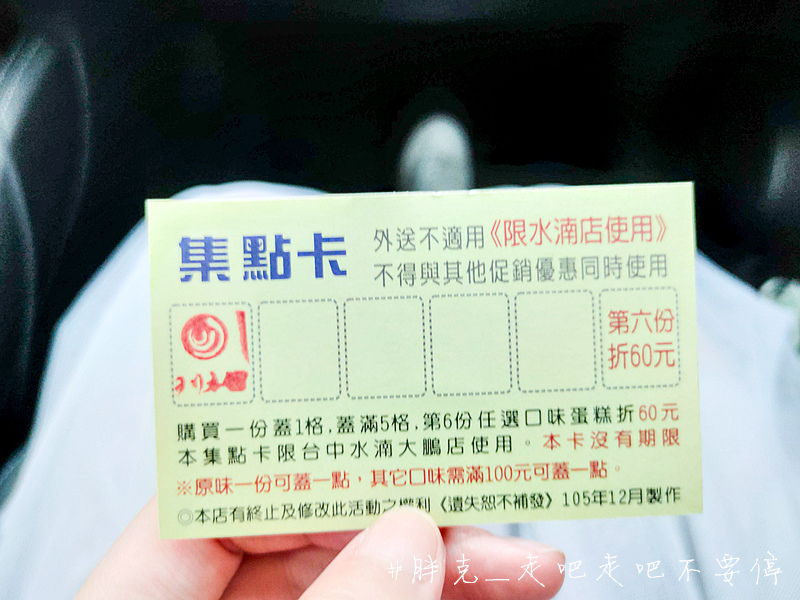 集點卡
外送不適用《限水湳店使用》
不得與其他促銷優惠同時使用
第六份
折60元
購買一份蓋1格,蓋滿5格,第6份任選口味蛋糕折60元
本集點卡限台中水湳大鵬店使用。本卡沒有期限
※原味一份可蓋一點，其它口味需滿100元可蓋一點。
◎本店有終止及修改此活動之權利《遺失恕不補發》105年12月製作
#胖克_走吧走吧不要停